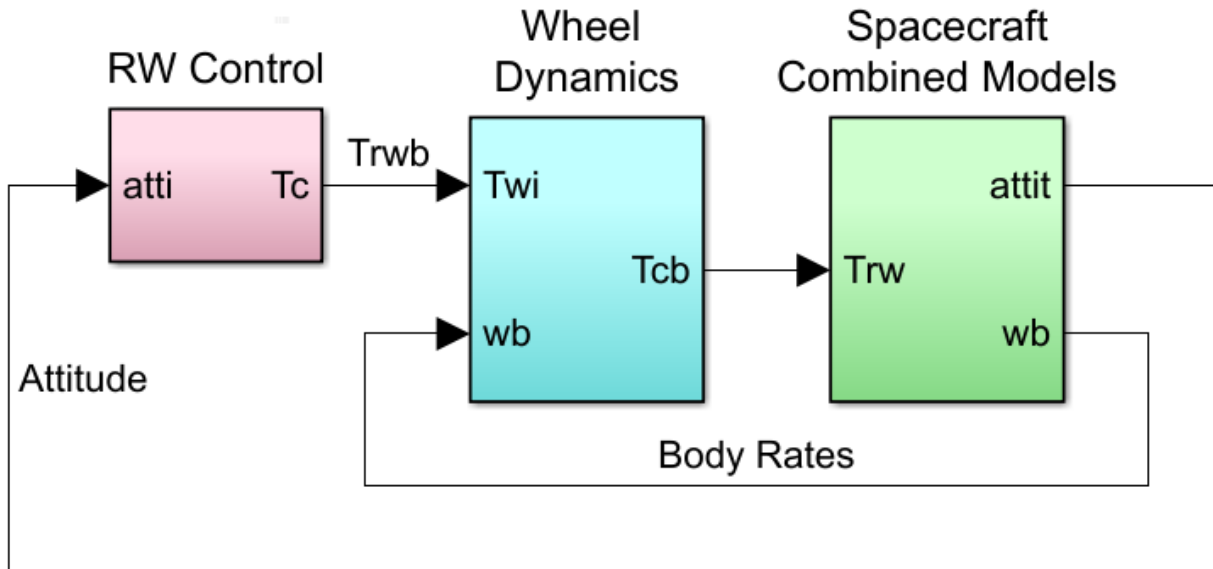 RW Control
Wheel
Dynamics
Spacecraft
Combined Models
atti
Tc
Trwb
Twi
wb
Tcb
Trw
attit
wb
Attitude
Body Rates